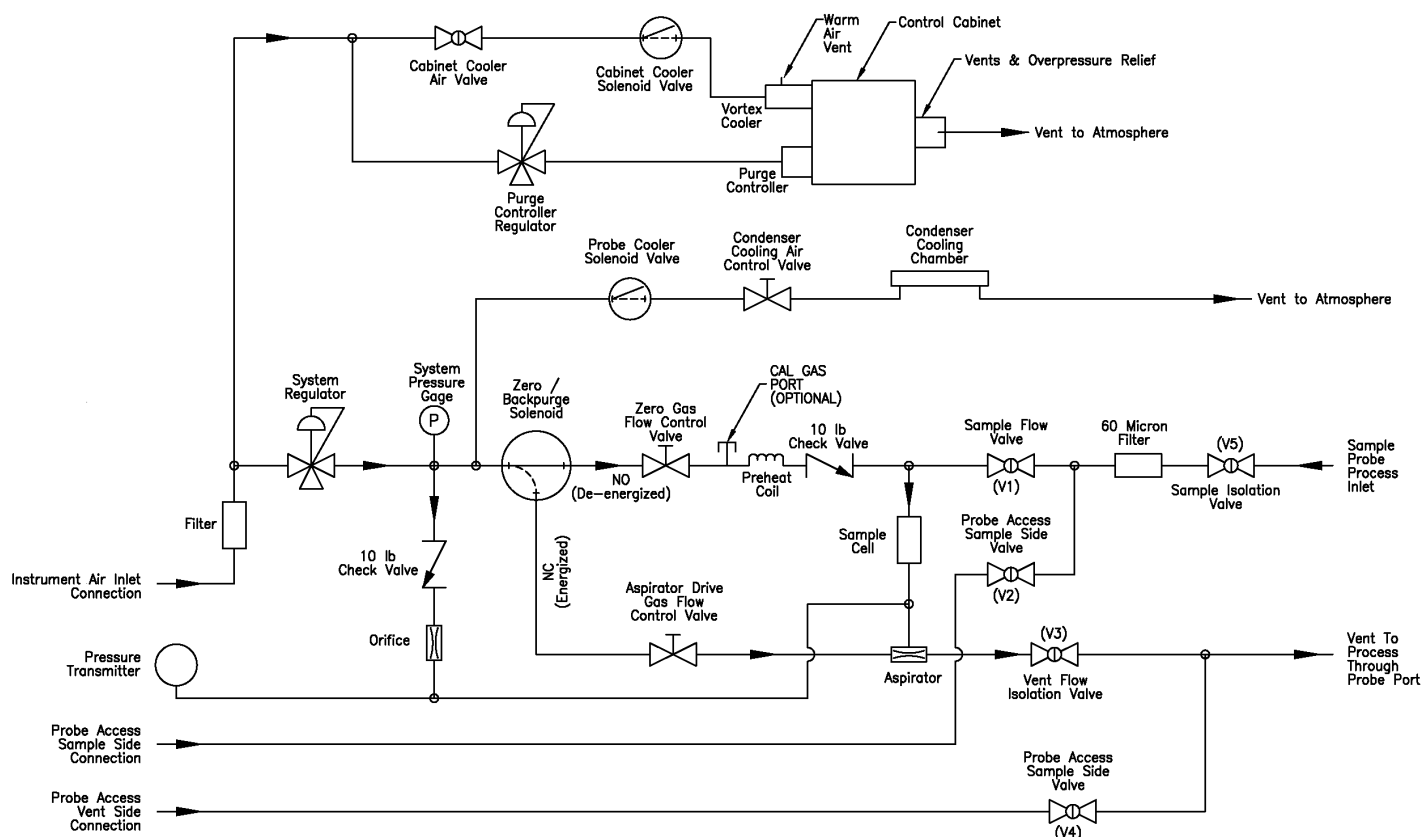 Warm
Air
Vent
Control Cabinet
Vents & Overpressure Relief
Cabinet Cooler
Air Valve
Cabinet Cooler
Solenoid Valve
Vortex
Cooler
Vent to Atmosphere
Purge
Controller
Purge
Controller
Regulator
Probe Cooler
Solenoid Valve
Condenser
Cooling Air
Control Valve
Condenser
Cooling
Chamber
Vent to Atmosphere
System
Regulator
System
Pressure
Gage
P
Zero /
Backpurge
Solenoid
Zero Gas
Flow Control
Valve
CAL GAS
PORT
(OPTIONAL)
10 lb
Check Valve
Sample Flow
Valve
(V1)
60 Micron
Filter
(V5)
Sample Isolation
Valve
Sample
Probe
Process
Inlet
NO
(De-energized)
Preheat
Coil
Filter
10 lb
Check Valve
NC
(Energized)
Sample
Cell
Probe Access
Sample Side
Valve
(V2)
Instrument Air Inlet
Connection
Aspirator Drive
Gas Flow
Control Valve
Orifice
Pressure
Transmitter
Aspirator
(V3)
Vent Flow
Isolation Valve
Vent To
Process
Through
Probe Port
Probe Access
Sample Side
Connection
Probe Access
Sample Side
Valve
(V4)
Probe Access
Vent Side
Connection